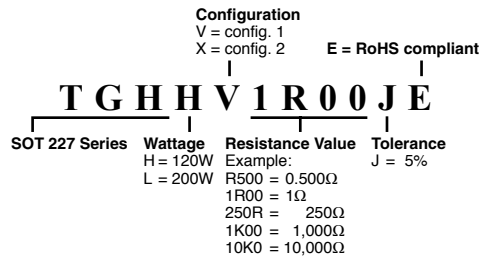 Configuration
V = config. 1
X = config. 2
E = RoHS compliant
T G H H V 1 R 0 0 J E
SOT 227 Series
Wattage
H = 120W
L = 200W
Resistance Value
Example:
R500 = 0.500Ω
1R00 = 1Ω
250R = 250Ω
1K00 = 1,000Ω
10K0 = 10,000Ω
Tolerance
J = 5%